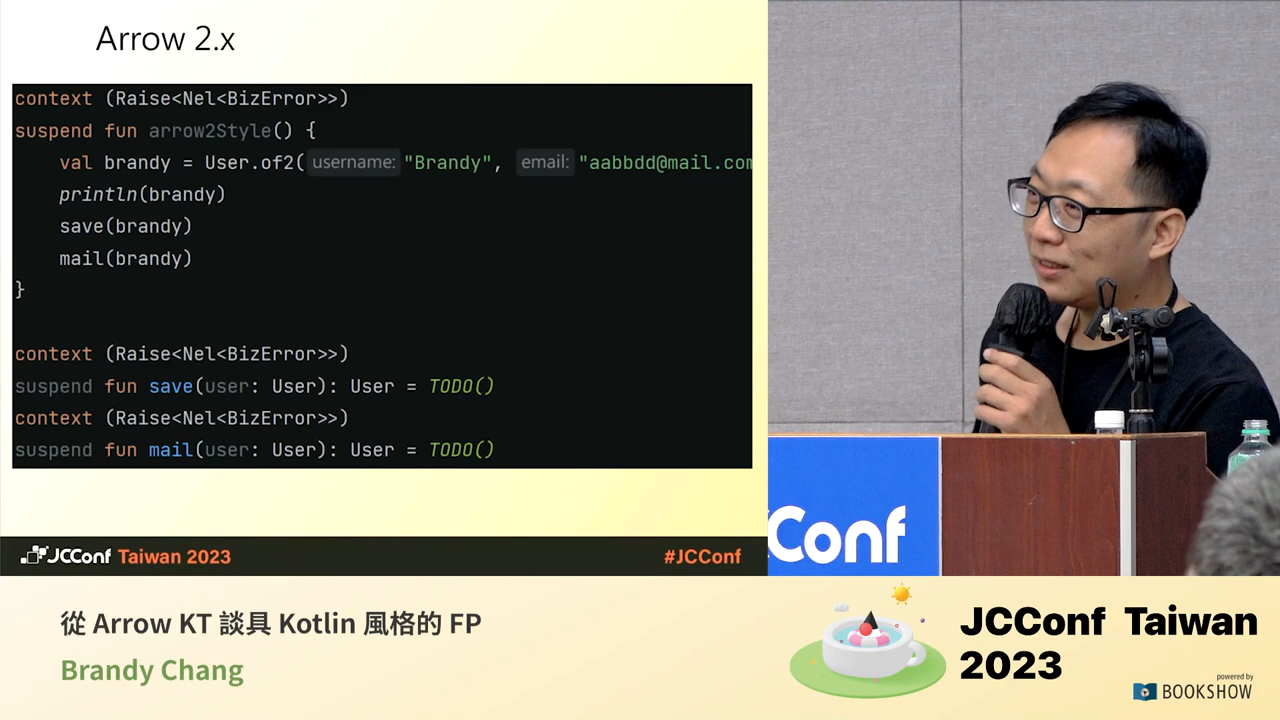 Arrow 2.x
context (Raise<Nel<BizError>>)
suspend fun arrow2Style() {
val brandy = User.of2( username: "Brandy", email: "aabbdd@mail.com
println(brandy)
save(brandy)
mail(brandy)
}
context (Raise<Nel<BizError>>)
suspend fun save(user: User): User = TODO()
context (Raise<Nel<BizError>>)
suspend fun mail(user: User): User = TODO()
JCConf Taiwan 2023
#JCConf
Conf
從 Arrow KT 談具 Kotlin 風格的 FP
Brandy Chang
JCConf Taiwan
2023
powered by
BOOKSHOW